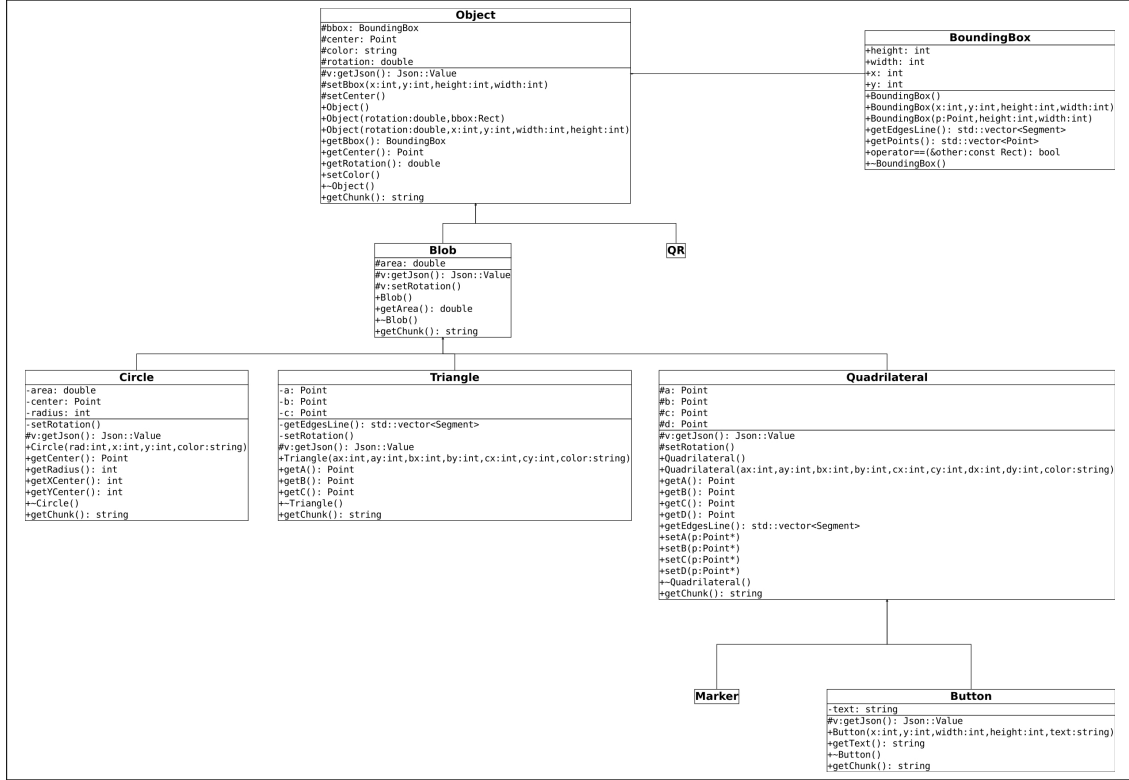 Object
#bbox: BoundingBox
#center: Point
#color: string
#rotation: double
#v:getJson(): Json::Value
#setBbox(x:int,y:int,height:int,width:int)
#setCenter()
+Object()
+Object(rotation:double,bbox:Rect)
+Object(rotation:double,x:int,y:int,width:int,height:int)
+getBbox(): BoundingBox
+getCenter(): Point
+getRotation(): double
+setColor()
+~Object()
+getChunk(): string
BoundingBox
+height: int
+width: int
+x: int
+y: int
+BoundingBox()
+BoundingBox(x:int,y:int,height:int,width:int)
+BoundingBox(p:Point,height:int,width:int)
+getEdgesLine(): std::vector<Segment>
+getPoints(): std::vector<Point>
+operator==(&other:const Rect): bool
+~BoundingBox()
Blob
#area: double
#v:getJson(): Json::Value
#v:setRotation()
+Blob()
+getArea(): double
+~Blob()
+getChunk(): string
QR
Circle
-area: double
-center: Point
-radius: int
-setRotation()
#v:getJson(): Json::Value
+Circle(rad:int,x:int,y:int,color:string)
+getCenter(): Point
+getRadius(): int
+getXCenter(): int
+getYCenter(): int
+~Circle()
+getChunk(): string
Triangle
-a: Point
-b: Point
-c: Point
-getEdgesLine(): std::vector<Segment>
-setRotation()
#v:getJson(): Json::Value
+Triangle(ax:int,ay:int,bx:int,by:int,cx:int,cy:int,color:string)
+getA(): Point
+getB(): Point
+getC(): Point
+~Triangle()
+getChunk(): string
Quadrilateral
#a: Point
#b: Point
#c: Point
#d: Point
#v:getJson(): Json::Value
#setRotation()
+Quadrilateral()
+Quadrilateral(ax:int,ay:int,bx:int,by:int,cx:int,cy:int,dx:int,dy:int,color:string)
+getA(): Point
+getB(): Point
+getC(): Point
+getD(): Point
+getEdgesLine(): std::vector<Segment>
+setA(p:Point*)
+setB(p:Point*)
+setC(p:Point*)
+setD(p:Point*)
+~Quadrilateral()
+getChunk(): string
Marker
Button
-text: string
#v:getJson(): Json::Value
+Button(x:int,y:int,width:int,height:int,text:string)
+getText(): string
+~Button()
+getChunk(): string